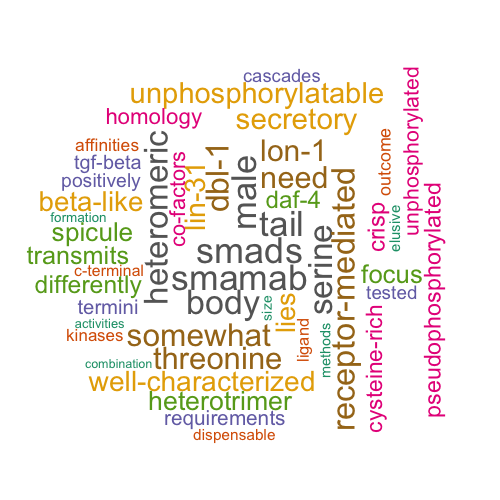 cascades
unphosphorylatable
homology
secretory
affinities
tgf-beta
positively
beta-like
formation
spicule
transmits
c-terminal
differently
termini
activities
kinases
combination
heteromeric
co-factors
lin-31
dbl-1
male
lon-1
need
daf-4
tail
smads
smamab
body
lies
size
serine
somewhat
threonine
well-characterized
heterotrimer
requirements
dispensable
ligand
methods
receptor-mediated
cysteine-rich
crisp
outcome
elusive
unphosphorylated
focus
tested
pseudophosphorylated